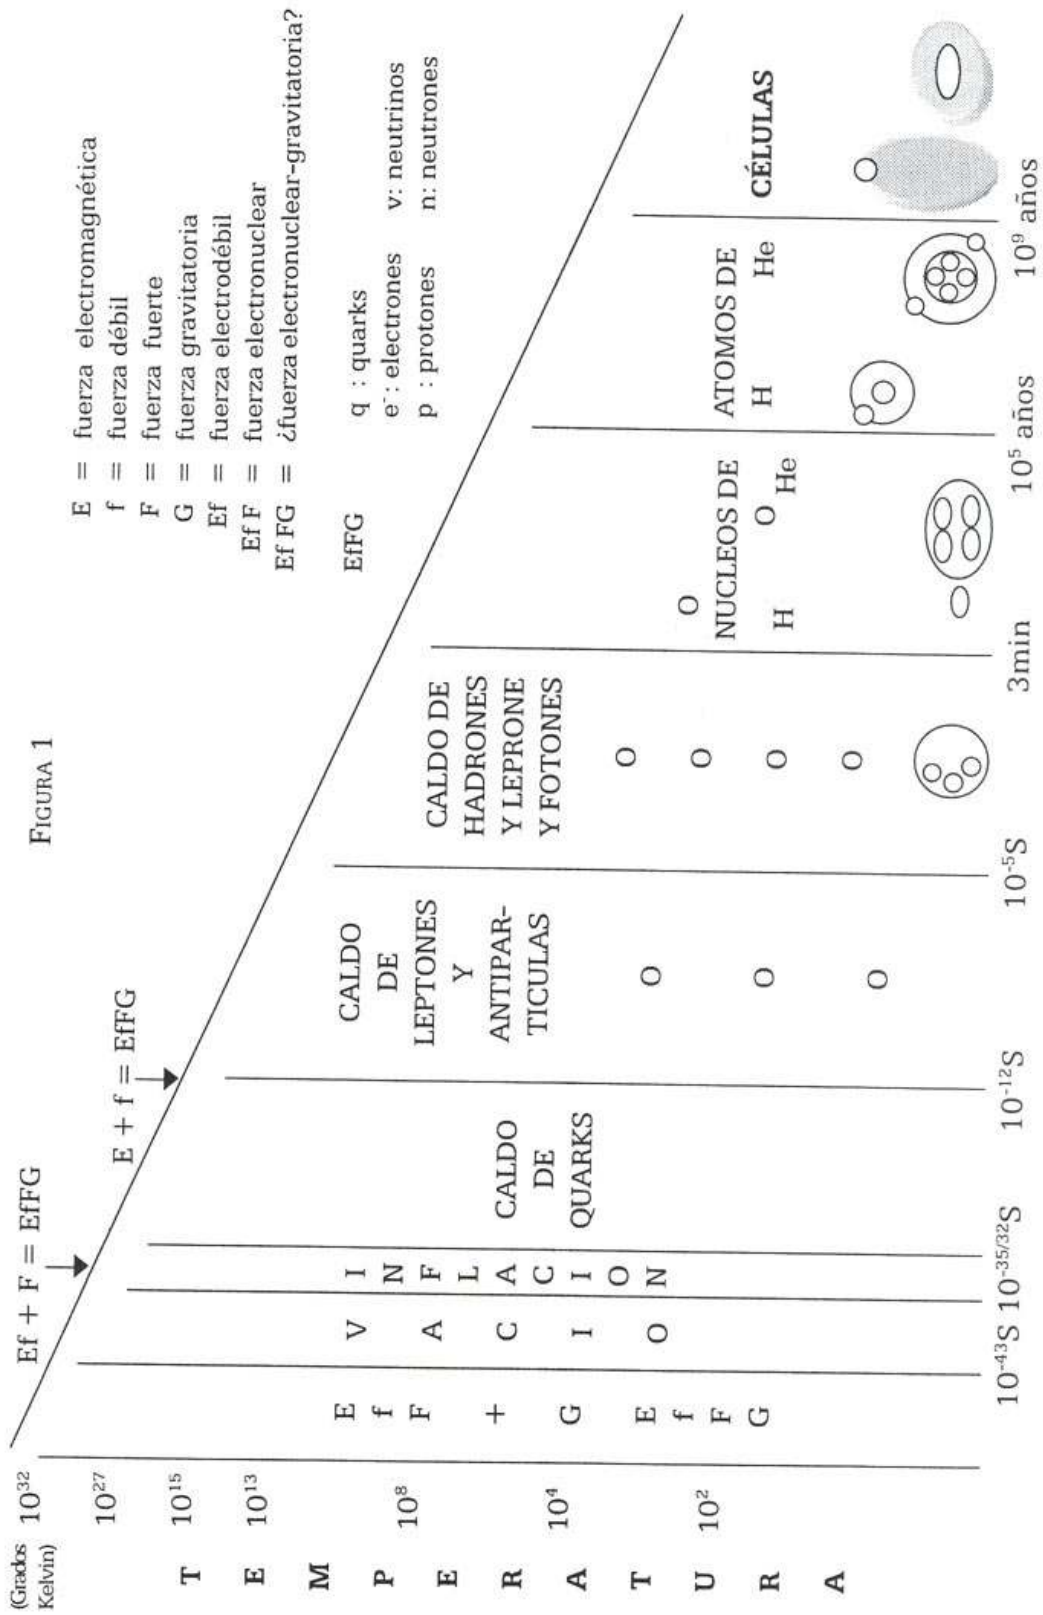 FIGURA 1
E = fuerza electromagnética
f = fuerza débil
F = fuerza fuerte
G = fuerza gravitatoria
Ef = fuerza electrodébil
Ef F = fuerza electronuclear
Ef FG = ¿fuerza electronuclear-gravitatoria?
q : quarks
e⁻ : electrones v: neutrinos
p : protones n: neutrones
EfFG
Ef + F = EfFG
E + f = EfFG
(Grados
Kelvin)
10³²
10²⁷
10¹⁵
10¹³
10⁸
10⁴
10²
T E M P E R A T U R A
E f F + G E f F G
V A C I O
I N F L A C I O N
CALDO
DE
QUARKS
CALDO
DE
LEPTONES
Y
ANTIPAR-
TICULAS
O
O
O
CALDO DE
HADRONES
Y LEPRONE
Y FOTONES
O
O
O
O
O
NUCLEOS DE
O
H He
ATOMOS DE
H He
CÉLULAS
10⁻⁴³S 10⁻³⁵/³²S 10⁻¹²S 10⁻⁵S 3min 10⁵ años 10⁹ años